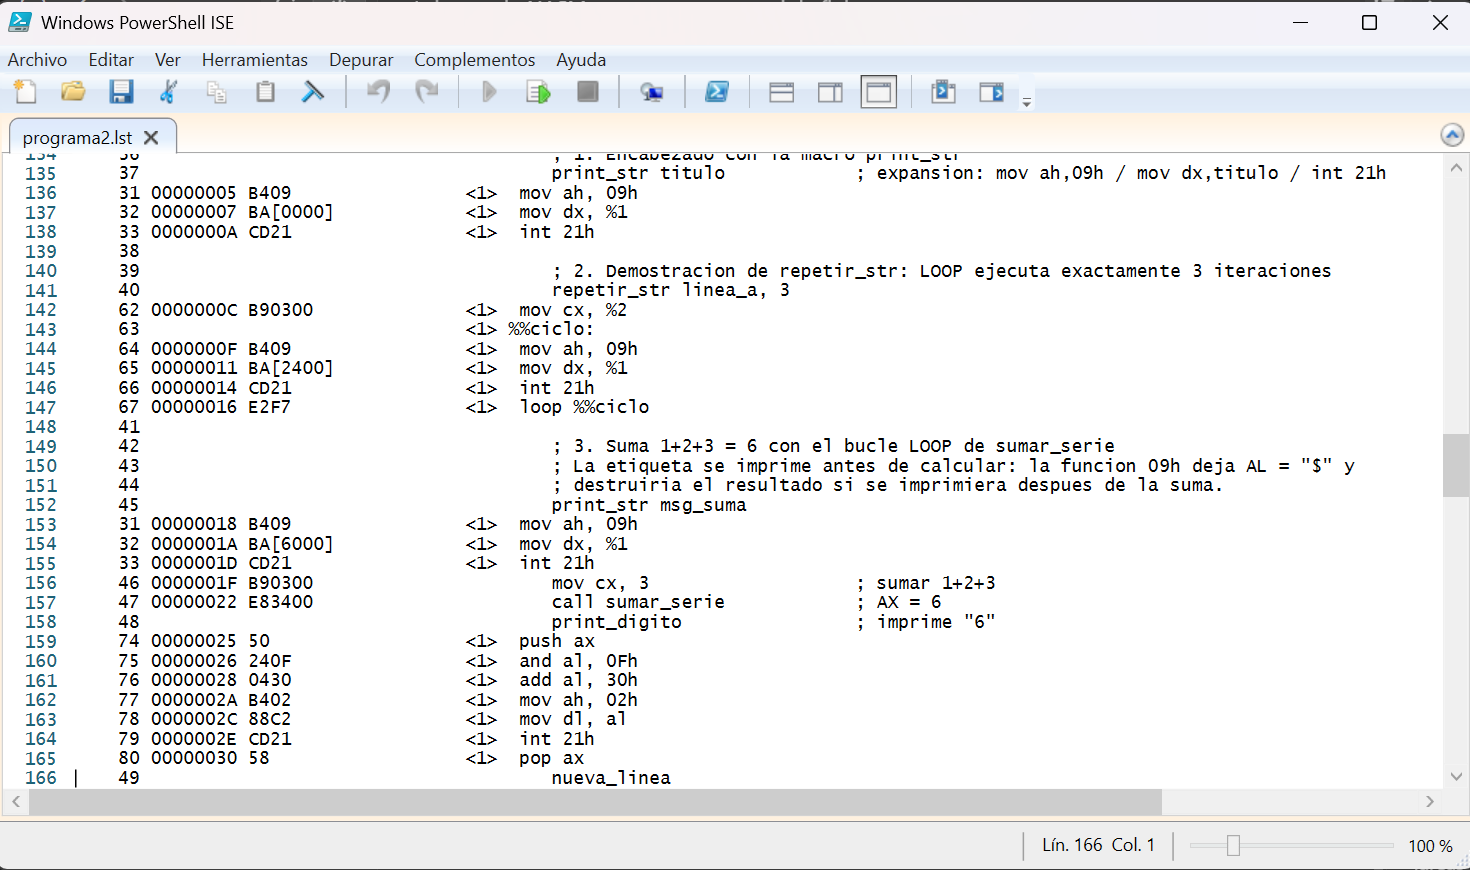 Windows PowerShell ISE
Archivo Editar Ver Herramientas Depurar Complementos Ayuda
programa2.lst
134 36 ; 1. Encabezado con la macro print_str
135 37 print_str titulo ; expansion: mov ah,09h / mov dx,titulo / int 21h
136 31 00000005 B409 <1> mov ah, 09h
137 32 00000007 BA[0000] <1> mov dx, %1
138 33 0000000A CD21 <1> int 21h
139 38
140 39 ; 2. Demostracion de repetir_str: LOOP ejecuta exactamente 3 iteraciones
141 40 repetir_str linea_a, 3
142 62 0000000C B90300 <1> mov cx, %2
143 63 <1> %%ciclo:
144 64 0000000F B409 <1> mov ah, 09h
145 65 00000011 BA[2400] <1> mov dx, %1
146 66 00000014 CD21 <1> int 21h
147 67 00000016 E2F7 <1> loop %%ciclo
148 41
149 42 ; 3. Suma 1+2+3 = 6 con el bucle LOOP de sumar_serie
150 43 ; La etiqueta se imprime antes de calcular: la funcion 09h deja AL = "$" y
151 44 ; destruiria el resultado si se imprimiera despues de la suma.
152 45 print_str msg_suma
153 31 00000018 B409 <1> mov ah, 09h
154 32 0000001A BA[6000] <1> mov dx, %1
155 33 0000001D CD21 <1> int 21h
156 46 0000001F B90300 mov cx, 3 ; sumar 1+2+3
157 47 00000022 E83400 call sumar_serie ; AX = 6
158 48 print_digito ; imprime "6"
159 74 00000025 50 <1> push ax
160 75 00000026 240F <1> and al, 0Fh
161 76 00000028 0430 <1> add al, 30h
162 77 0000002A B402 <1> mov ah, 02h
163 78 0000002C 88C2 <1> mov dl, al
164 79 0000002E CD21 <1> int 21h
165 80 00000030 58 <1> pop ax
166 49 nueva_linea
Lín. 166 Col. 1 100 %